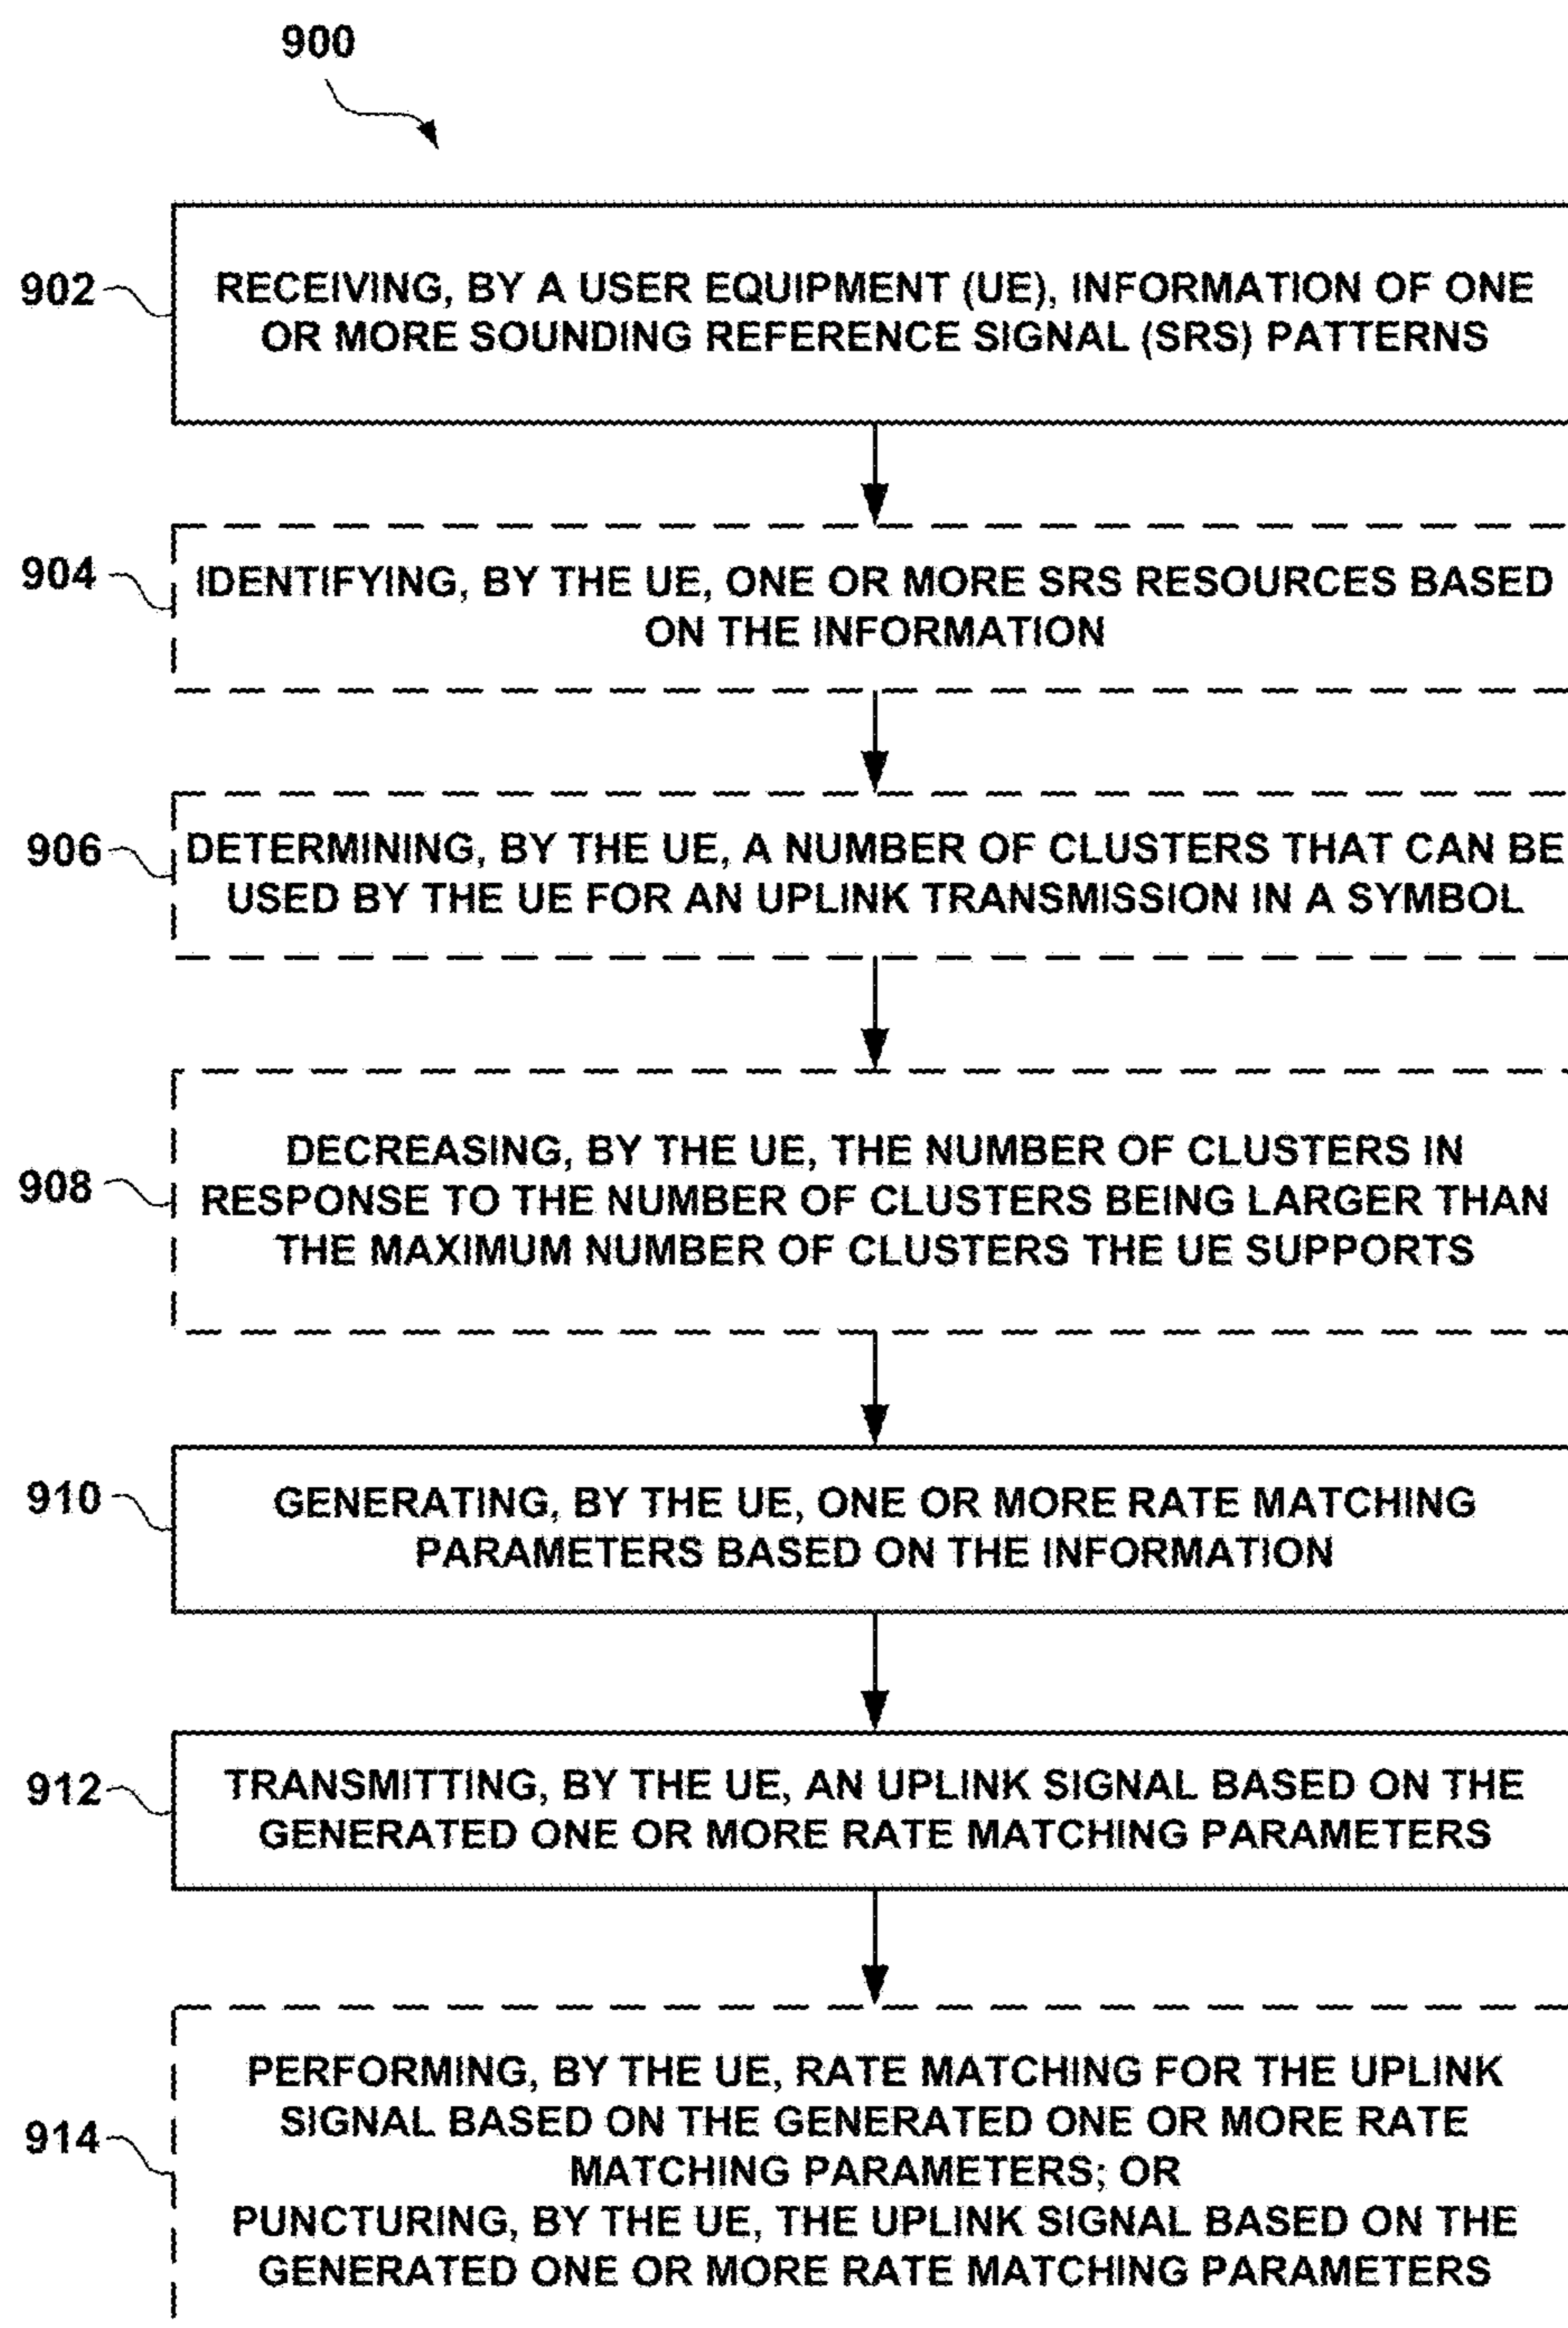 900
902
RECEIVING, BY A USER EQUIPMENT (UE), INFORMATION OF ONE
OR MORE SOUNDING REFERENCE SIGNAL (SRS) PATTERNS
904
IDENTIFYING, BY THE UE, ONE OR MORE SRS RESOURCES BASED
ON THE INFORMATION
906
DETERMINING, BY THE UE, A NUMBER OF CLUSTERS THAT CAN BE
USED BY THE UE FOR AN UPLINK TRANSMISSION IN A SYMBOL
908
DECREASING, BY THE UE, THE NUMBER OF CLUSTERS IN
RESPONSE TO THE NUMBER OF CLUSTERS BEING LARGER THAN
THE MAXIMUM NUMBER OF CLUSTERS THE UE SUPPORTS
910
GENERATING, BY THE UE, ONE OR MORE RATE MATCHING
PARAMETERS BASED ON THE INFORMATION
912
TRANSMITTING, BY THE UE, AN UPLINK SIGNAL BASED ON THE
GENERATED ONE OR MORE RATE MATCHING PARAMETERS
914
PERFORMING, BY THE UE, RATE MATCHING FOR THE UPLINK
SIGNAL BASED ON THE GENERATED ONE OR MORE RATE
MATCHING PARAMETERS; OR
PUNCTURING, BY THE UE, THE UPLINK SIGNAL BASED ON THE
GENERATED ONE OR MORE RATE MATCHING PARAMETERS